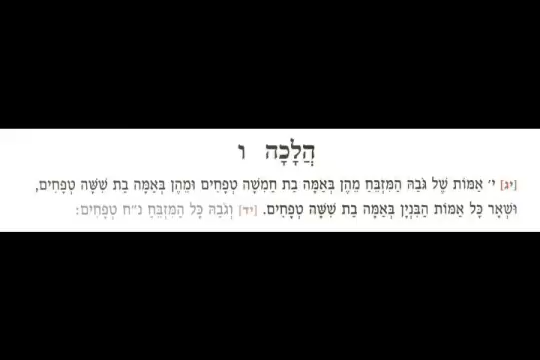 הֲלָכָה ו
[יג] י׳ אַמּוֹת שֶׁל גֹּבַהּ הַמִּזְבֵּחַ מֵהֶן בְּאַמָּה בַת חֲמִשָּׁה טְפָחִים וּמֵהֶן בְּאַמָּה בַת שִׁשָּׁה טְפָחִים,
וּשְׁאָר כָּל אַמּוֹת הַבִּנְיָן בְּאַמָּה בַת שִׁשָּׁה טְפָחִים. [יד] וְגֹבַהּ כָּל הַמִּזְבֵּחַ נ״ח טְפָחִים: